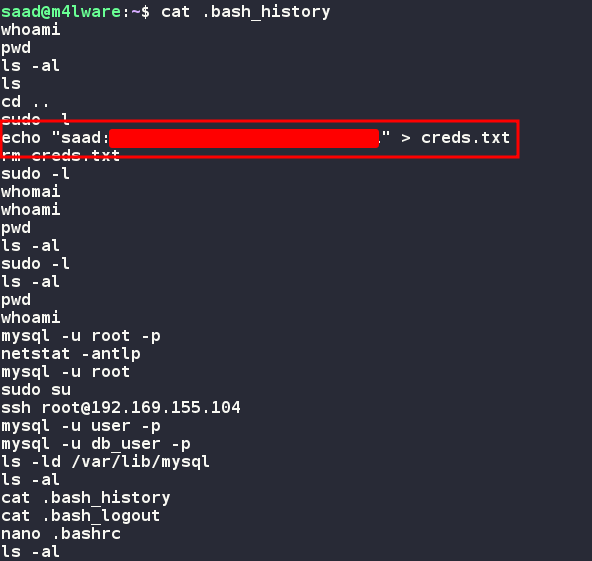 saad@m4lware:~$ cat .bash_history
whoami
pwd
ls -al
ls
cd ..
sudo -l
echo "saad:" > creds.txt
rm creds.txt
sudo -l
whomai
whoami
pwd
ls -al
sudo -l
ls -al
pwd
whoami
mysql -u root -p
netstat -antlp
mysql -u root
sudo su
ssh root@192.169.155.104
mysql -u user -p
mysql -u db_user -p
ls -ld /var/lib/mysql
ls -al
cat .bash_history
cat .bash_logout
nano .bashrc
ls -al